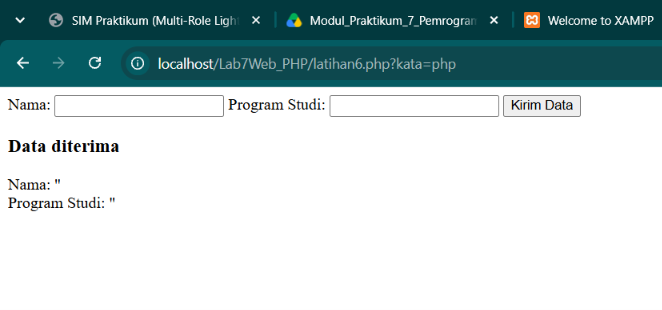 SIM Praktikum (Multi-Role Ligh
Modul_Praktikum_7_Pemrogran
Welcome to XAMPP
localhost/Lab7Web_PHP/latihan6.php?kata=php
Nama: Program Studi: Kirim Data
Data diterima
Nama: "
Program Studi: "